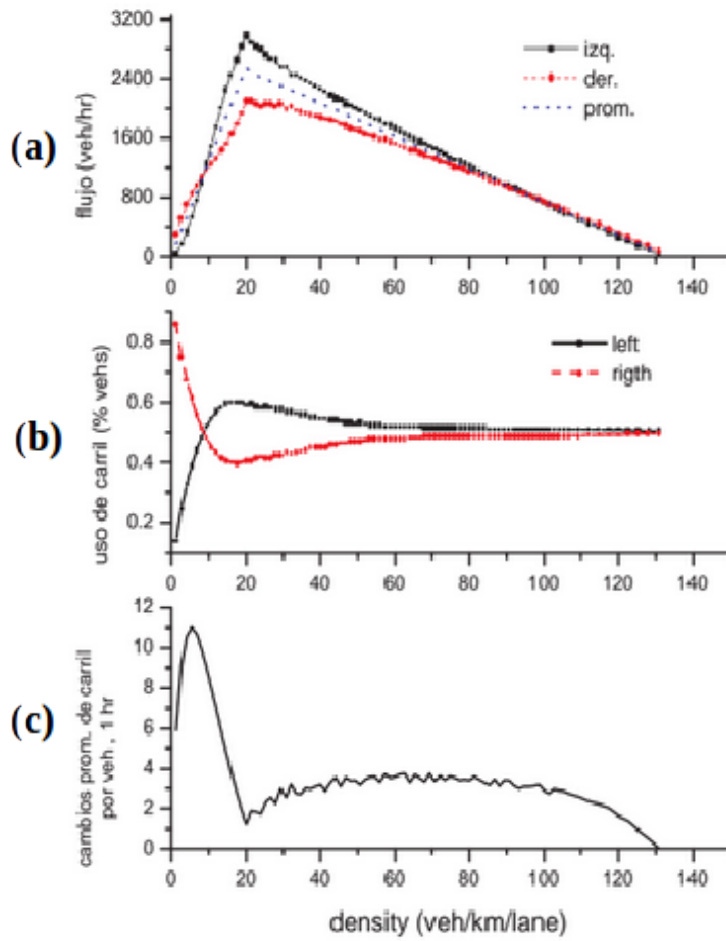 (a)
flujo (veh/hr)
3200
2400
1600
800
0
izq.
der.
prom.
0 20 40 60 80 100 120 140
(b)
uso de carril (% vehs)
0.8
0.6
0.4
0.2
left
rigth
0 20 40 60 80 100 120 140
(c)
cambios prom. de carril
por veh , 1 hr
12
10
8
6
4
2
0
0 20 40 60 80 100 120 140
density (veh/km/lane)